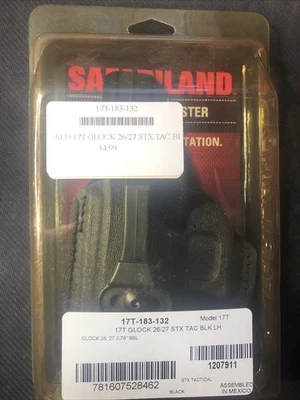 SAFARILAND
17T-183-132
17T GLOCK 26/27 STX TAC BL
34.99
STER
TATION.
17T-183-132
Model 17T
17T GLOCK 26/27 STX TAC BLK LH
GLOCK 26, 27 3.78" BBL
1207911
781607528462
STX TACTICAL
BLACK
ASSEMBLED
IN MEXICO